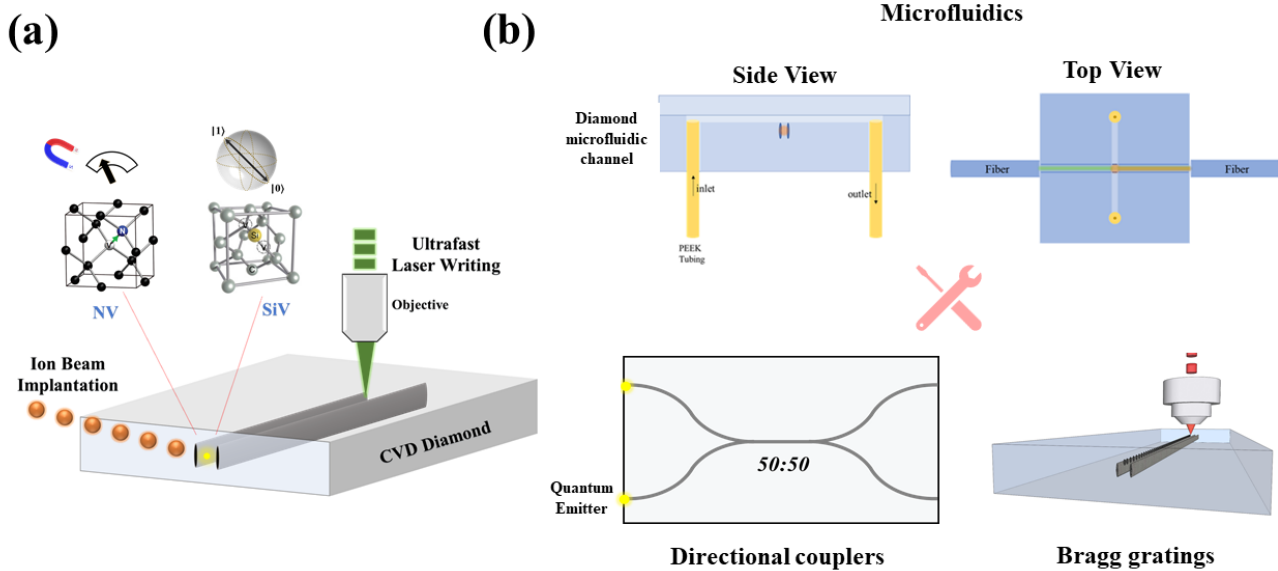 (a)
|1⟩
|0⟩
N
V
Si
C
NV
SiV
Ultrafast
Laser Writing
Objective
Ion Beam
Implantation
CVD Diamond
(b)
Microfluidics
Side View
Top View
Diamond
microfluidic
channel
inlet
outlet
PEEK
Tubing
Fiber
Fiber
50:50
Quantum
Emitter
Directional couplers
Bragg gratings